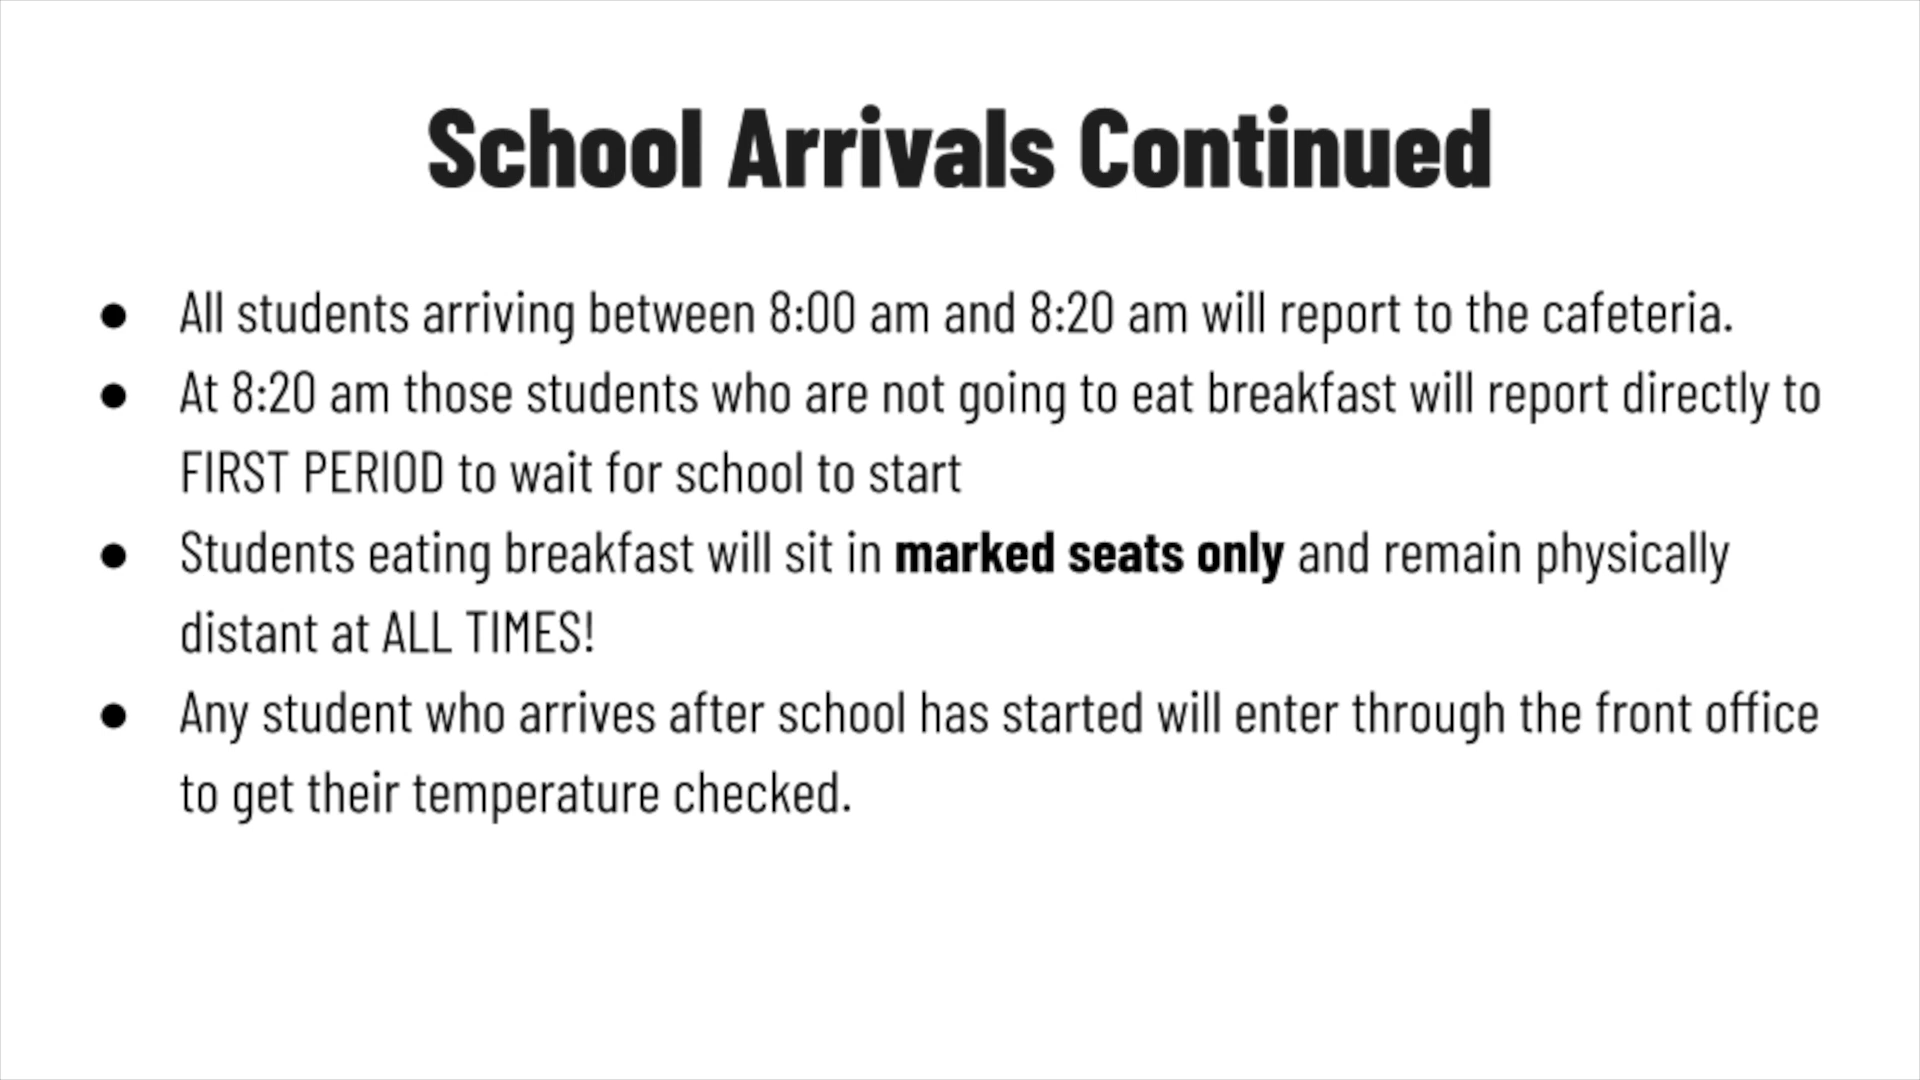 School Arrivals Continued
● All students arriving between 8:00 am and 8:20 am will report to the cafeteria.
● At 8:20 am those students who are not going to eat breakfast will report directly to
FIRST PERIOD to wait for school to start
● Students eating breakfast will sit in marked seats only and remain physically
distant at ALL TIMES!
● Any student who arrives after school has started will enter through the front office
to get their temperature checked.